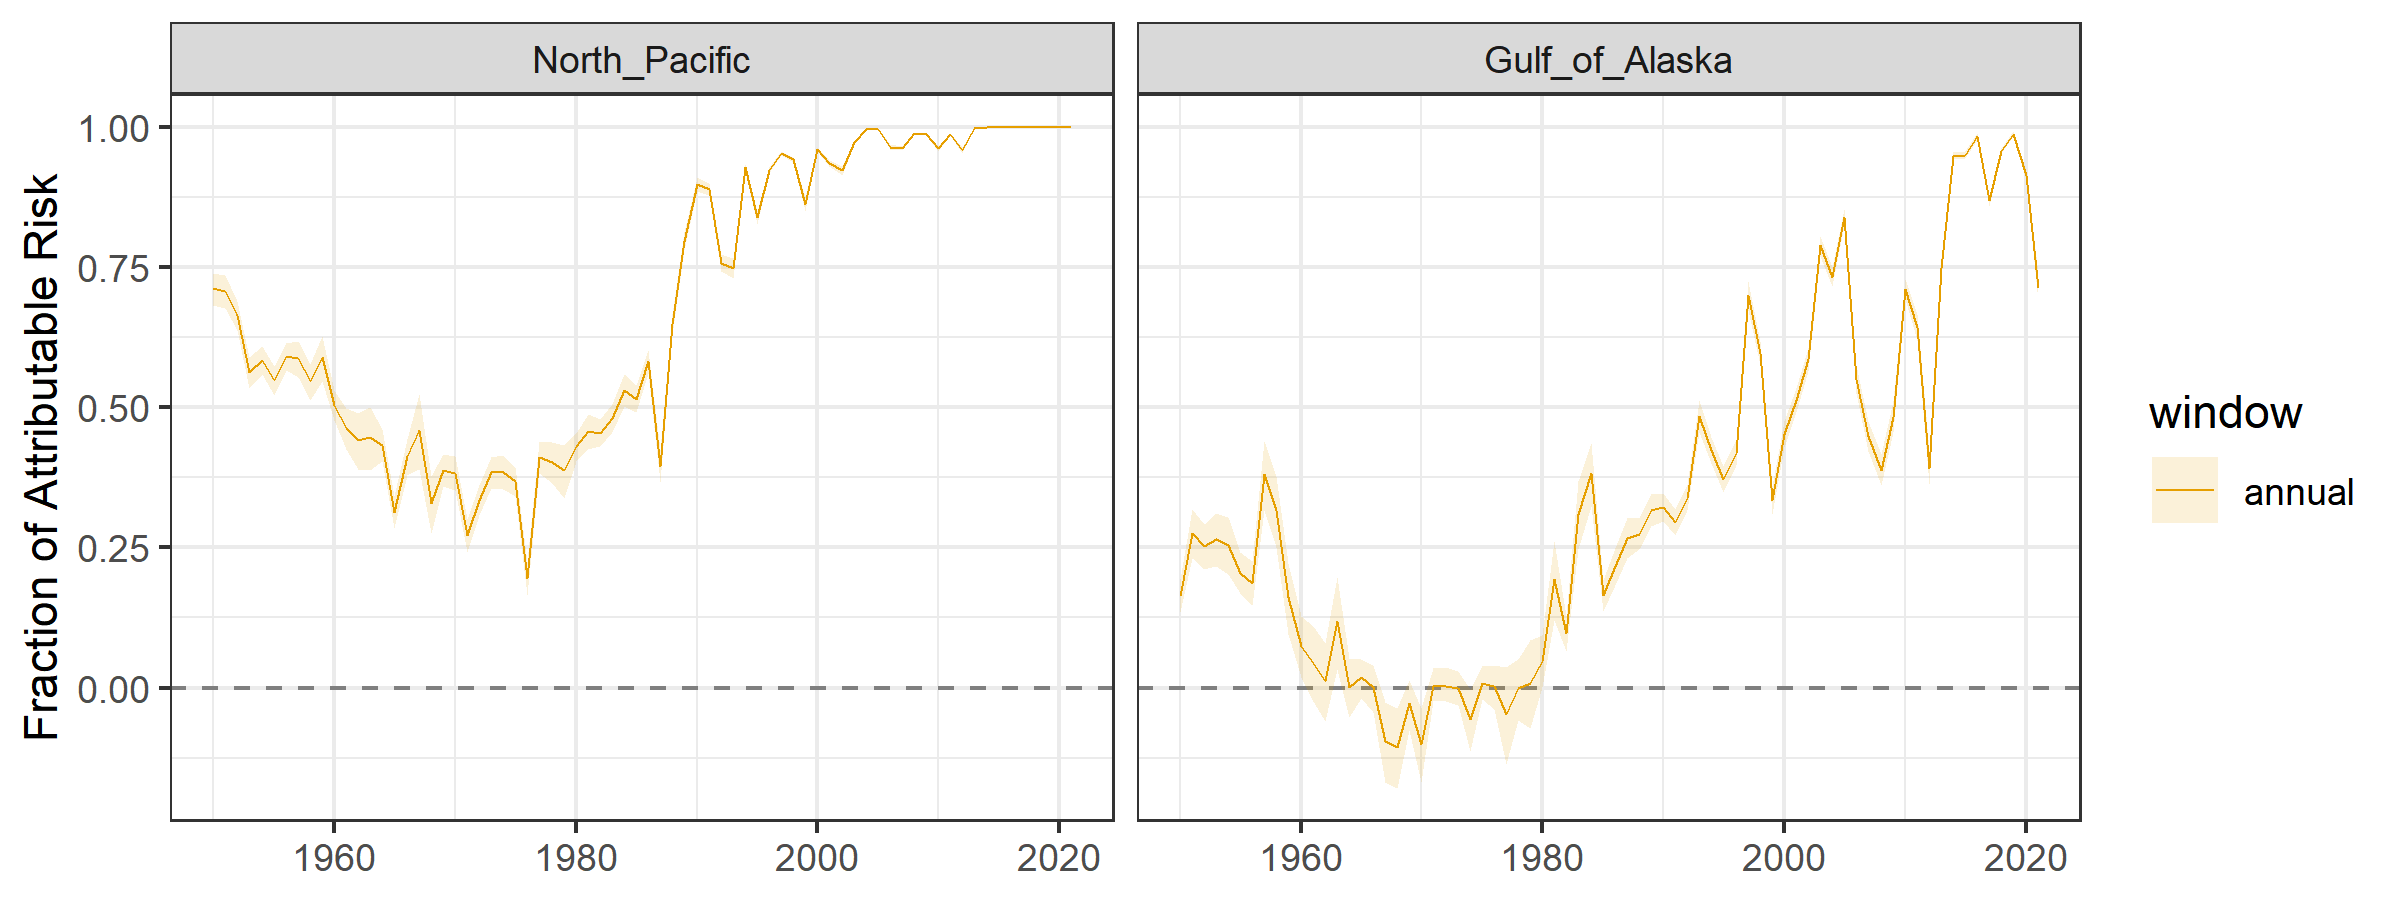 North_Pacific
Gulf_of_Alaska
Fraction of Attributable Risk
1.00
0.75
0.50
0.25
0.00
1960
1980
2000
2020
1960
1980
2000
2020
window
annual